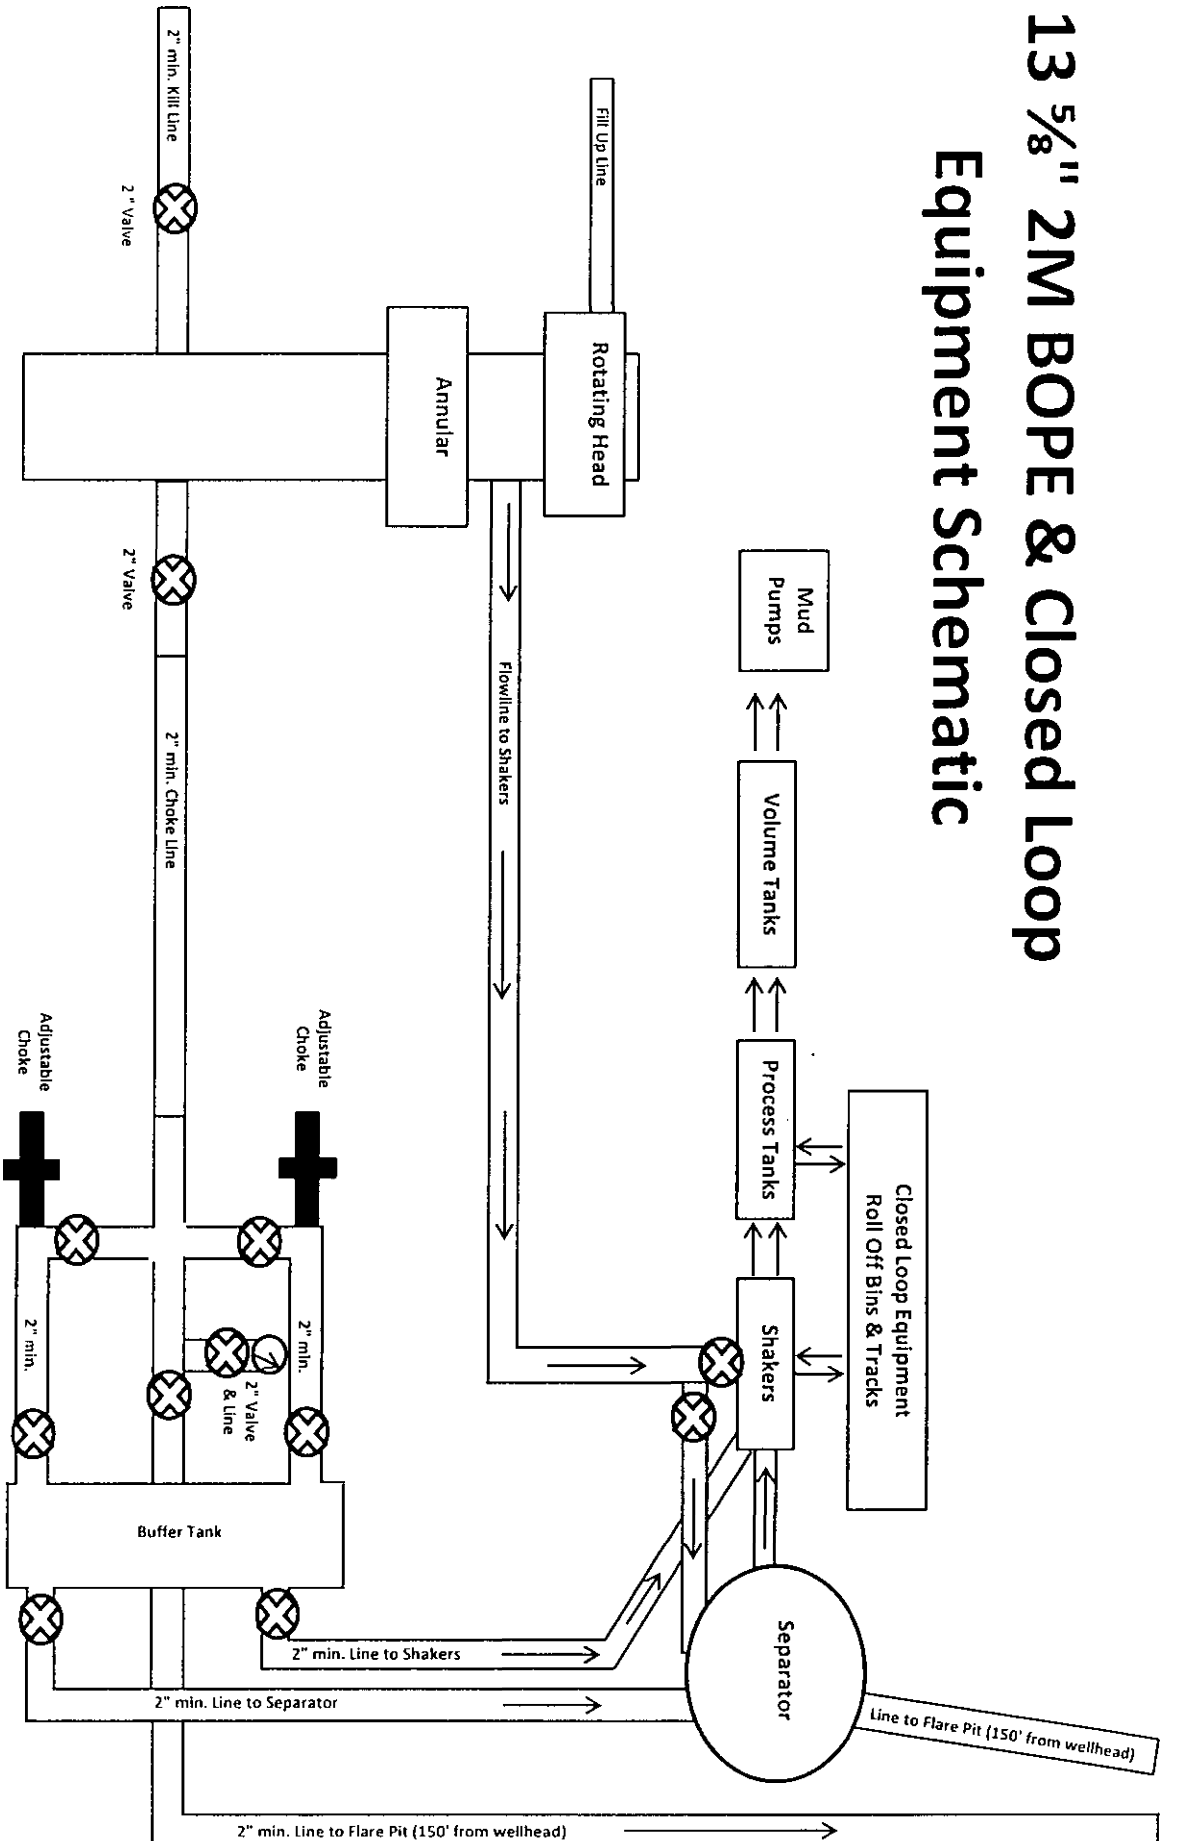 13 ⅝" 2M BOPE & Closed Loop
Equipment Schematic
Closed Loop Equipment
Roll Off Bins & Tracks
Mud
Pumps
Volume Tanks
Process Tanks
Shakers
Separator
Line to Flare Pit (150' from wellhead)
Fill Up Line
Rotating Head
Flowline to Shakers
Annular
2" min. Kill Line
2 " Valve
2" Valve
2" min. Choke Line
Adjustable
Choke
Adjustable
Choke
2" min.
2" Valve
& Line
2" min.
Buffer Tank
2" min. Line to Shakers
2" min. Line to Separator
2" min. Line to Flare Pit (150' from wellhead)